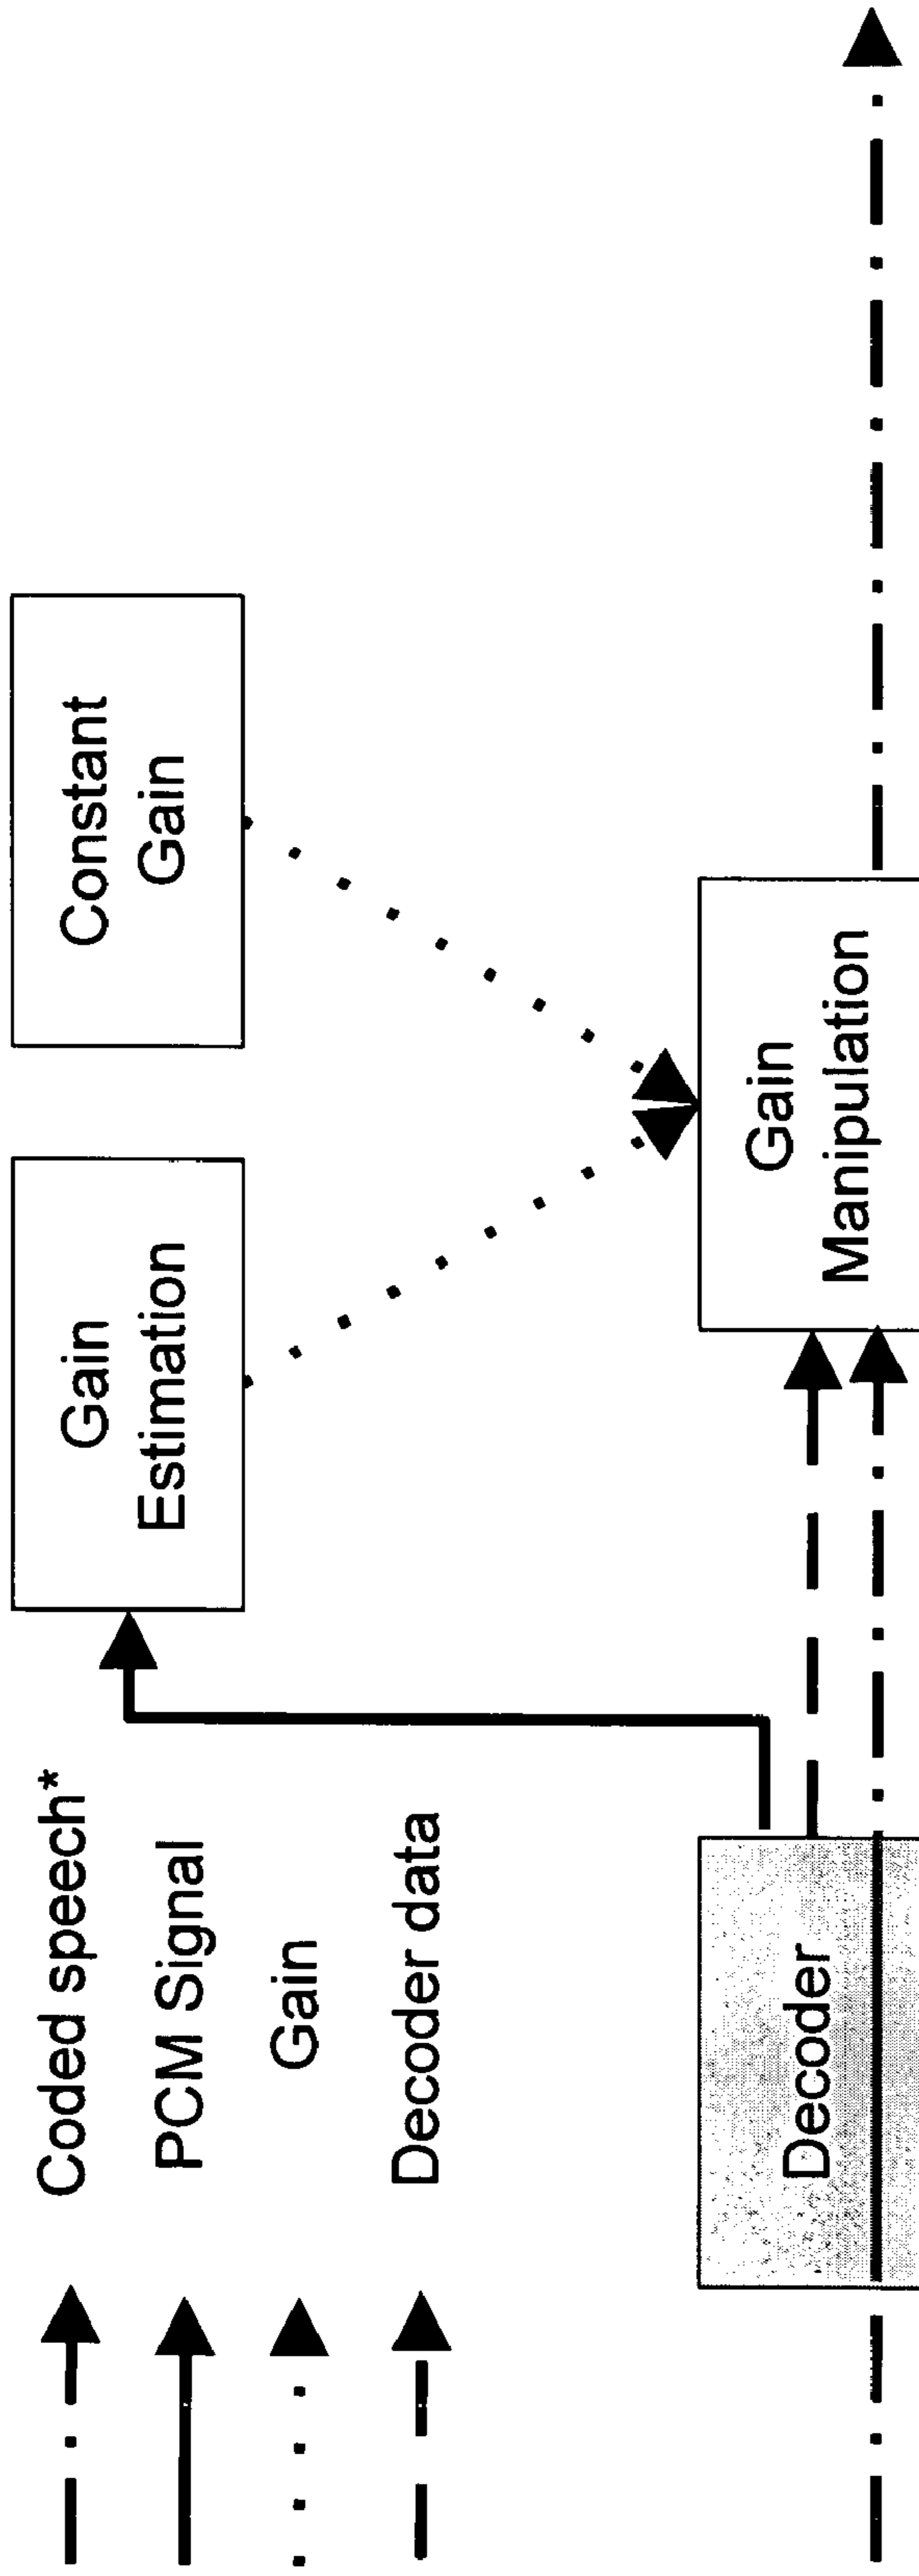 Coded speech*
PCM Signal
Gain
Decoder data
Gain
Estimation
Constant
Gain
Decoder
Gain
Manipulation